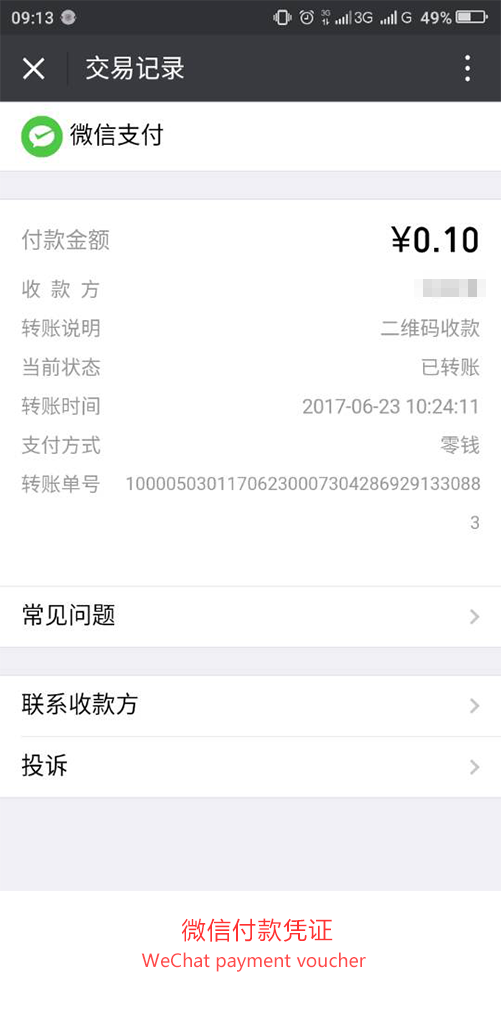 09:13 3G 3G G 49%
交易记录
微信支付
付款金额 ¥0.10
收款方
转账说明 二维码收款
当前状态 已转账
转账时间 2017-06-23 10:24:11
支付方式 零钱
转账单号 1000050301170623000730428692913308​8
3
常见问题
联系收款方
投诉
微信付款凭证
WeChat payment voucher